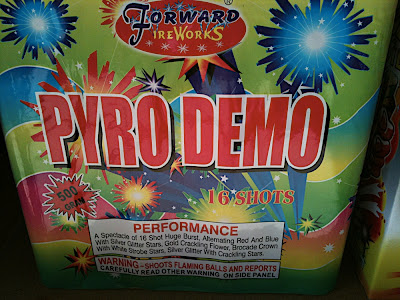 FORWARD
FIREWORKS
PYRO DEMO
16 SHOTS
500
GRAM
PERFORMANCE
A Spectacle of 16 Shot Huge Burst, Alternating Red And Blue
With Silver Glitter Stars, Gold Crackling Flower, Brocade Crown
With White Strobe Stars, Silver Glitter With Crackling Stars.
WARNING - SHOOTS FLAMING BALLS AND REPORTS
CAREFULLY READ OTHER WARNING ON SIDE PANEL